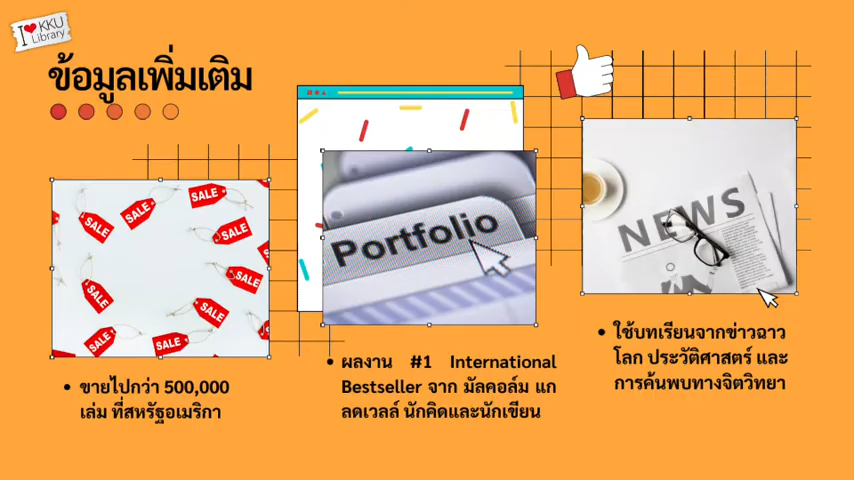 I ❤ KKU
Library
ข้อมูลเพิ่มเติม
SALE
SALE
SALE
SALE
SALE
SALE
SALE
SALE
SALE
Portfolio
NEWS
ใช้บทเรียนจากข่าวฉาว
โลก ประวัติศาสตร์ และ
การค้นพบทางจิตวิทยา
ผลงาน #1 International
Bestseller จาก มัลคอล์ม แก
ลดเวลล์ นักคิดและนักเขียน
ขายไปกว่า 500,000
เล่ม ที่สหรัฐอเมริกา